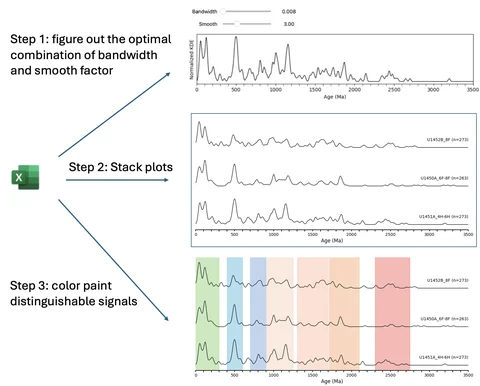 Bandwidth 0.008
Smooth 3.00
Step 1: figure out the optimal
combination of bandwidth
and smooth factor
Normalized KDE
0 500 1000 1500 2000 2500 3000 3500
Age (Ma)
Step 2: Stack plots
U1452B_8F (n=273)
U1450A_6F-8F (n=263)
U1451A_4H-6H (n=273)
0 500 1000 1500 2000 2500 3000 3500
Age (Ma)
Step 3: color paint
distinguishable signals
U1452B_8F (n=273)
U1450A_6F-8F (n=263)
U1451A_4H-6H (n=273)
0 500 1000 1500 2000 2500 3000 3500
Age (Ma)